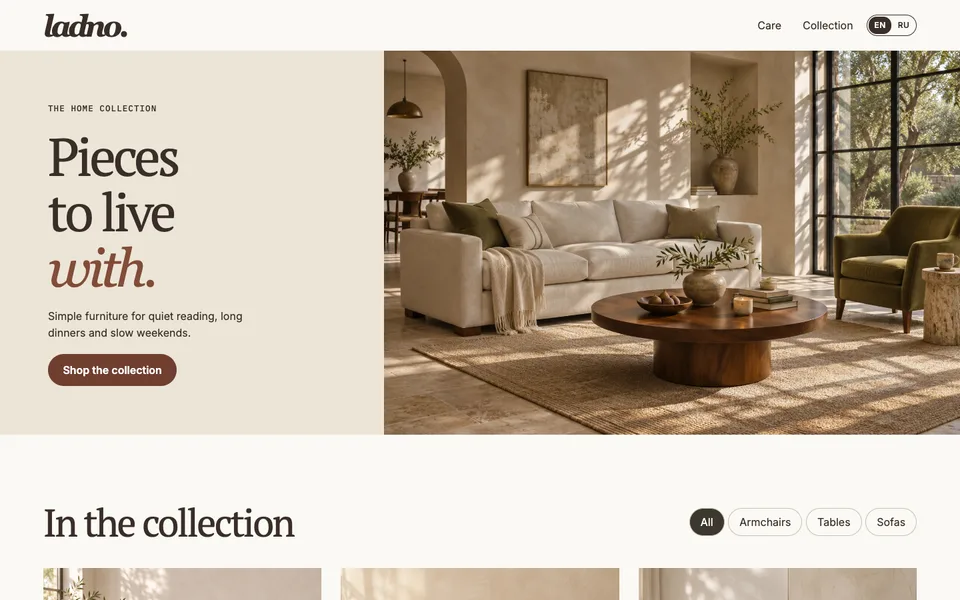 ladno.
Care
Collection
EN
RU
THE HOME COLLECTION
Pieces
to live
with.
Simple furniture for quiet reading, long
dinners and slow weekends.
Shop the collection
In the collection
All
Armchairs
Tables
Sofas